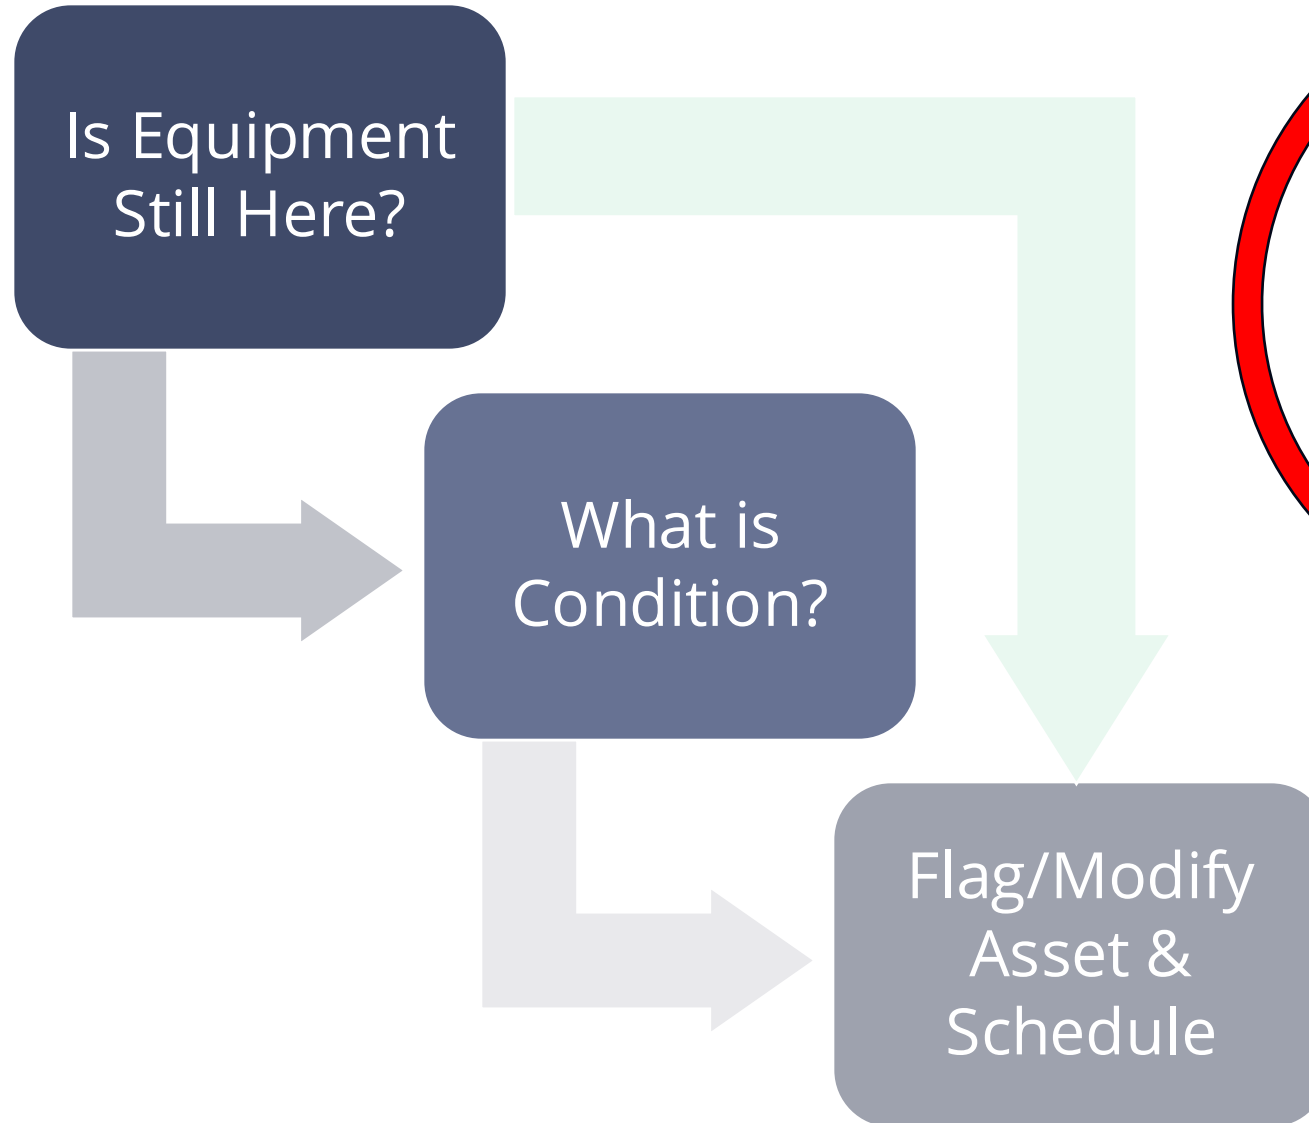 Is Equipment
Still Here?
What is
Condition?
Flag/Modify
Asset &
Schedule